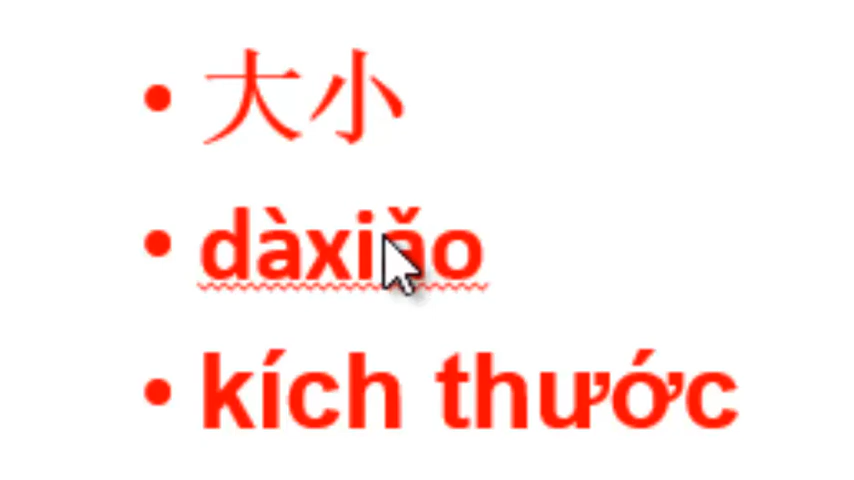 • 大小
• dàxiǎo
• kích thước